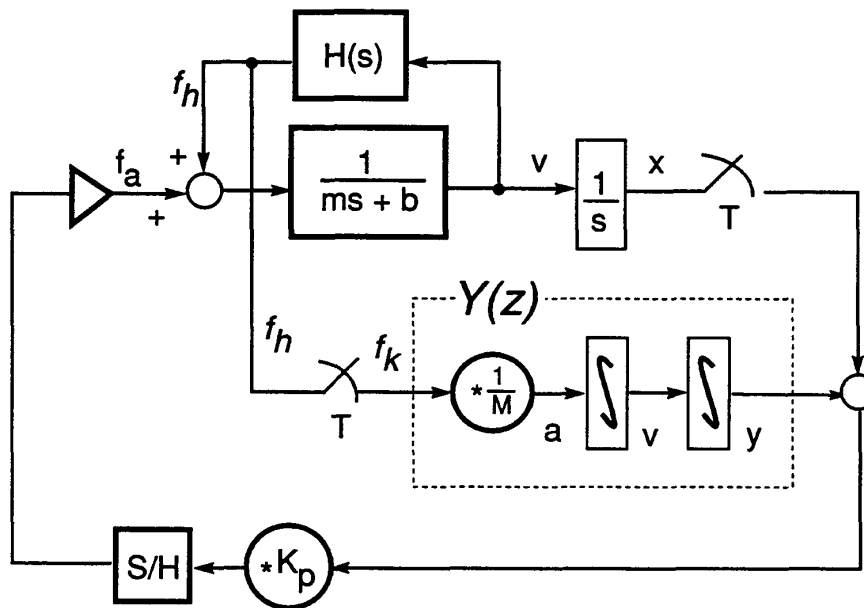 H(s)
f_h
+
f_a
+
1
ms + b
v
1
s
x
T
Y(z)
f_h
T
f_k
* 1
M
a
v
y
S/H
*K_p